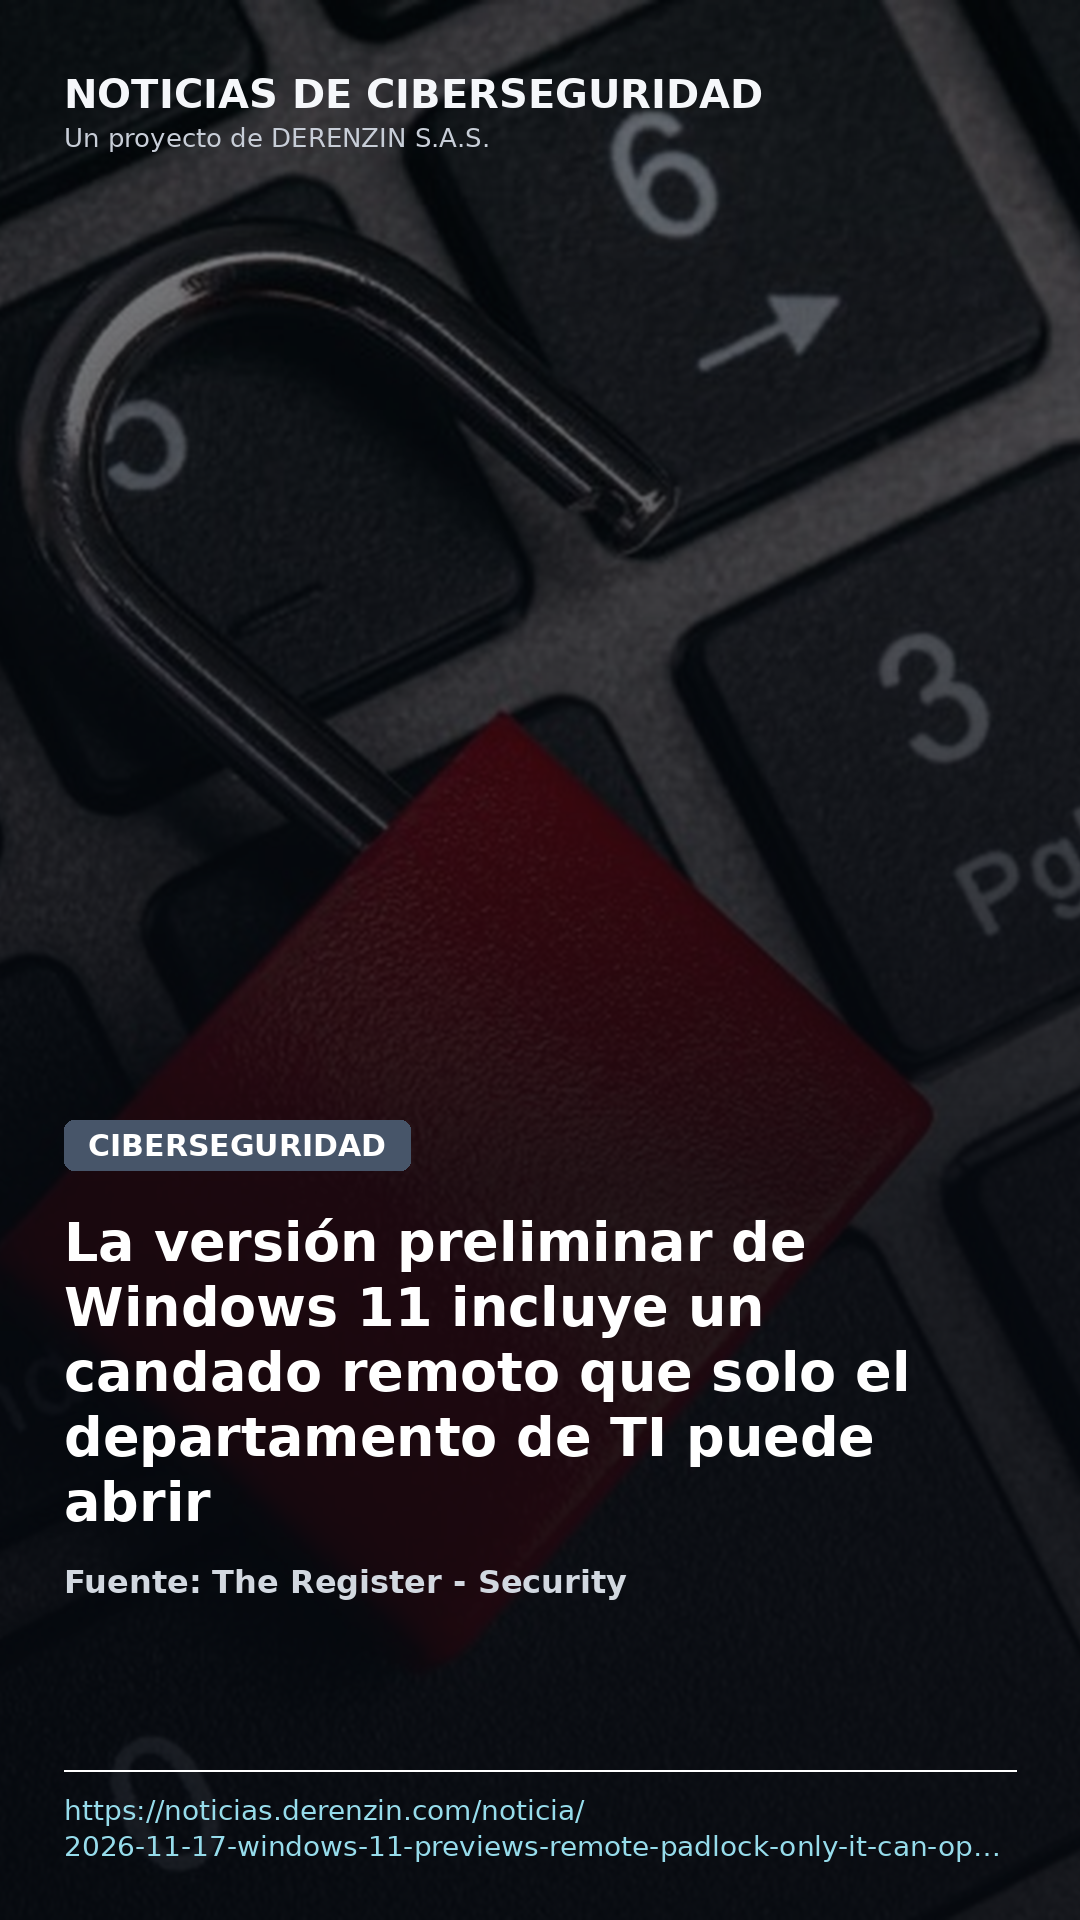 NOTICIAS DE CIBERSEGURIDAD
Un proyecto de DERENZIN S.A.S.
6
5
3
Pg
CIBERSEGURIDAD
La versión preliminar de
Windows 11 incluye un
candado remoto que solo el
departamento de TI puede
abrir
Fuente: The Register - Security
0
https://noticias.derenzin.com/noticia/
2026-11-17-windows-11-previews-remote-padlock-only-it-can-op…